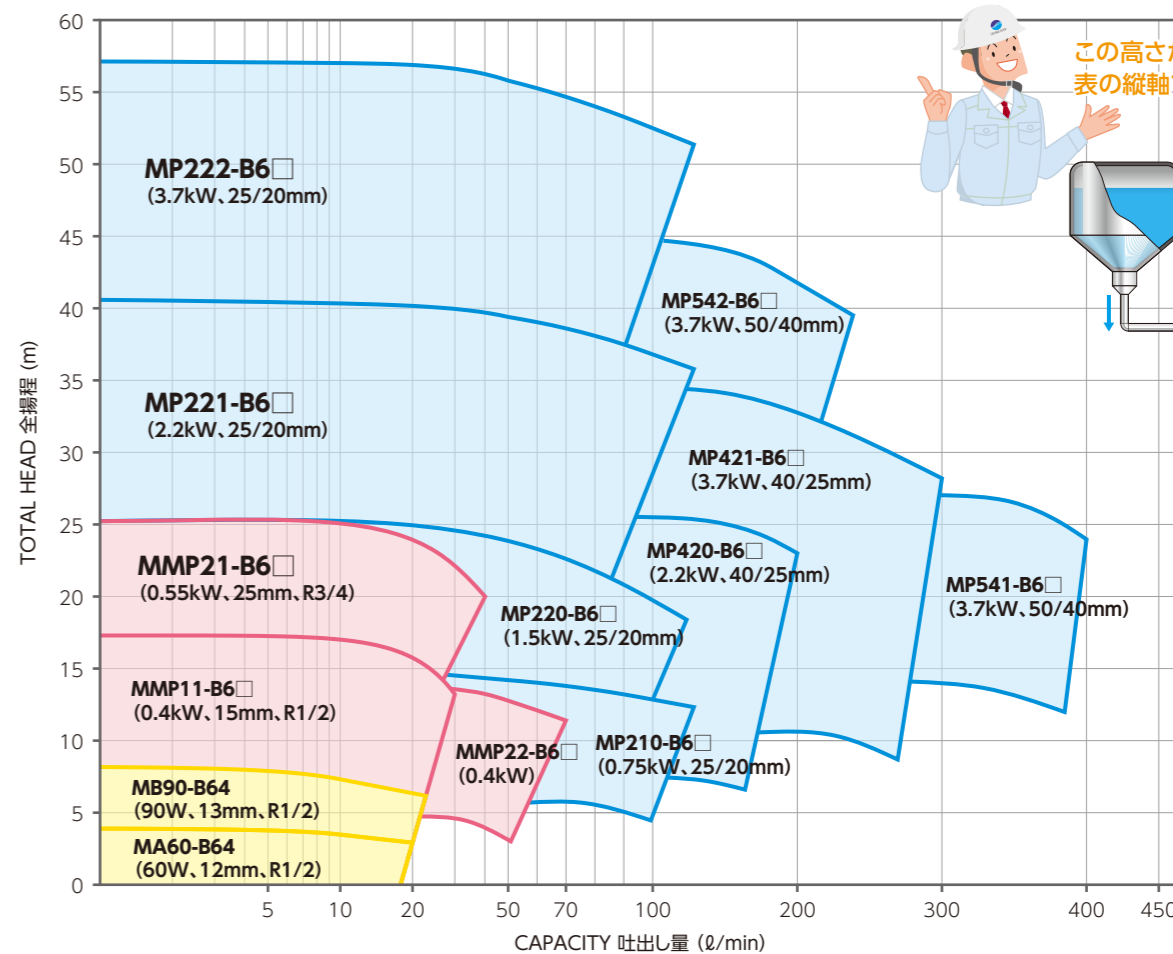 60
55
50
45
40
35
30
25
20
15
10
5
0
TOTAL HEAD 全揚程 (m)
この高さが
表の縦軸
MP222-B6□
(3.7kW、25/20mm)
MP542-B6□
(3.7kW、50/40mm)
MP221-B6□
(2.2kW、25/20mm)
MP421-B6□
(3.7kW、40/25mm)
MP420-B6□
(2.2kW、40/25mm)
MP541-B6□
(3.7kW、50/40mm)
MMP21-B6□
(0.55kW、25mm、R3/4)
MP220-B6□
(1.5kW、25/20mm)
MMP11-B6□
(0.4kW、15mm、R1/2)
MMP22-B6□
(0.4kW)
MP210-B6□
(0.75kW、25/20mm)
MB90-B64
(90W、13mm、R1/2)
MA60-B64
(60W、12mm、R1/2)
5 10 20 50 70 100 200 300 400 450
CAPACITY 吐出し量 (ℓ/min)